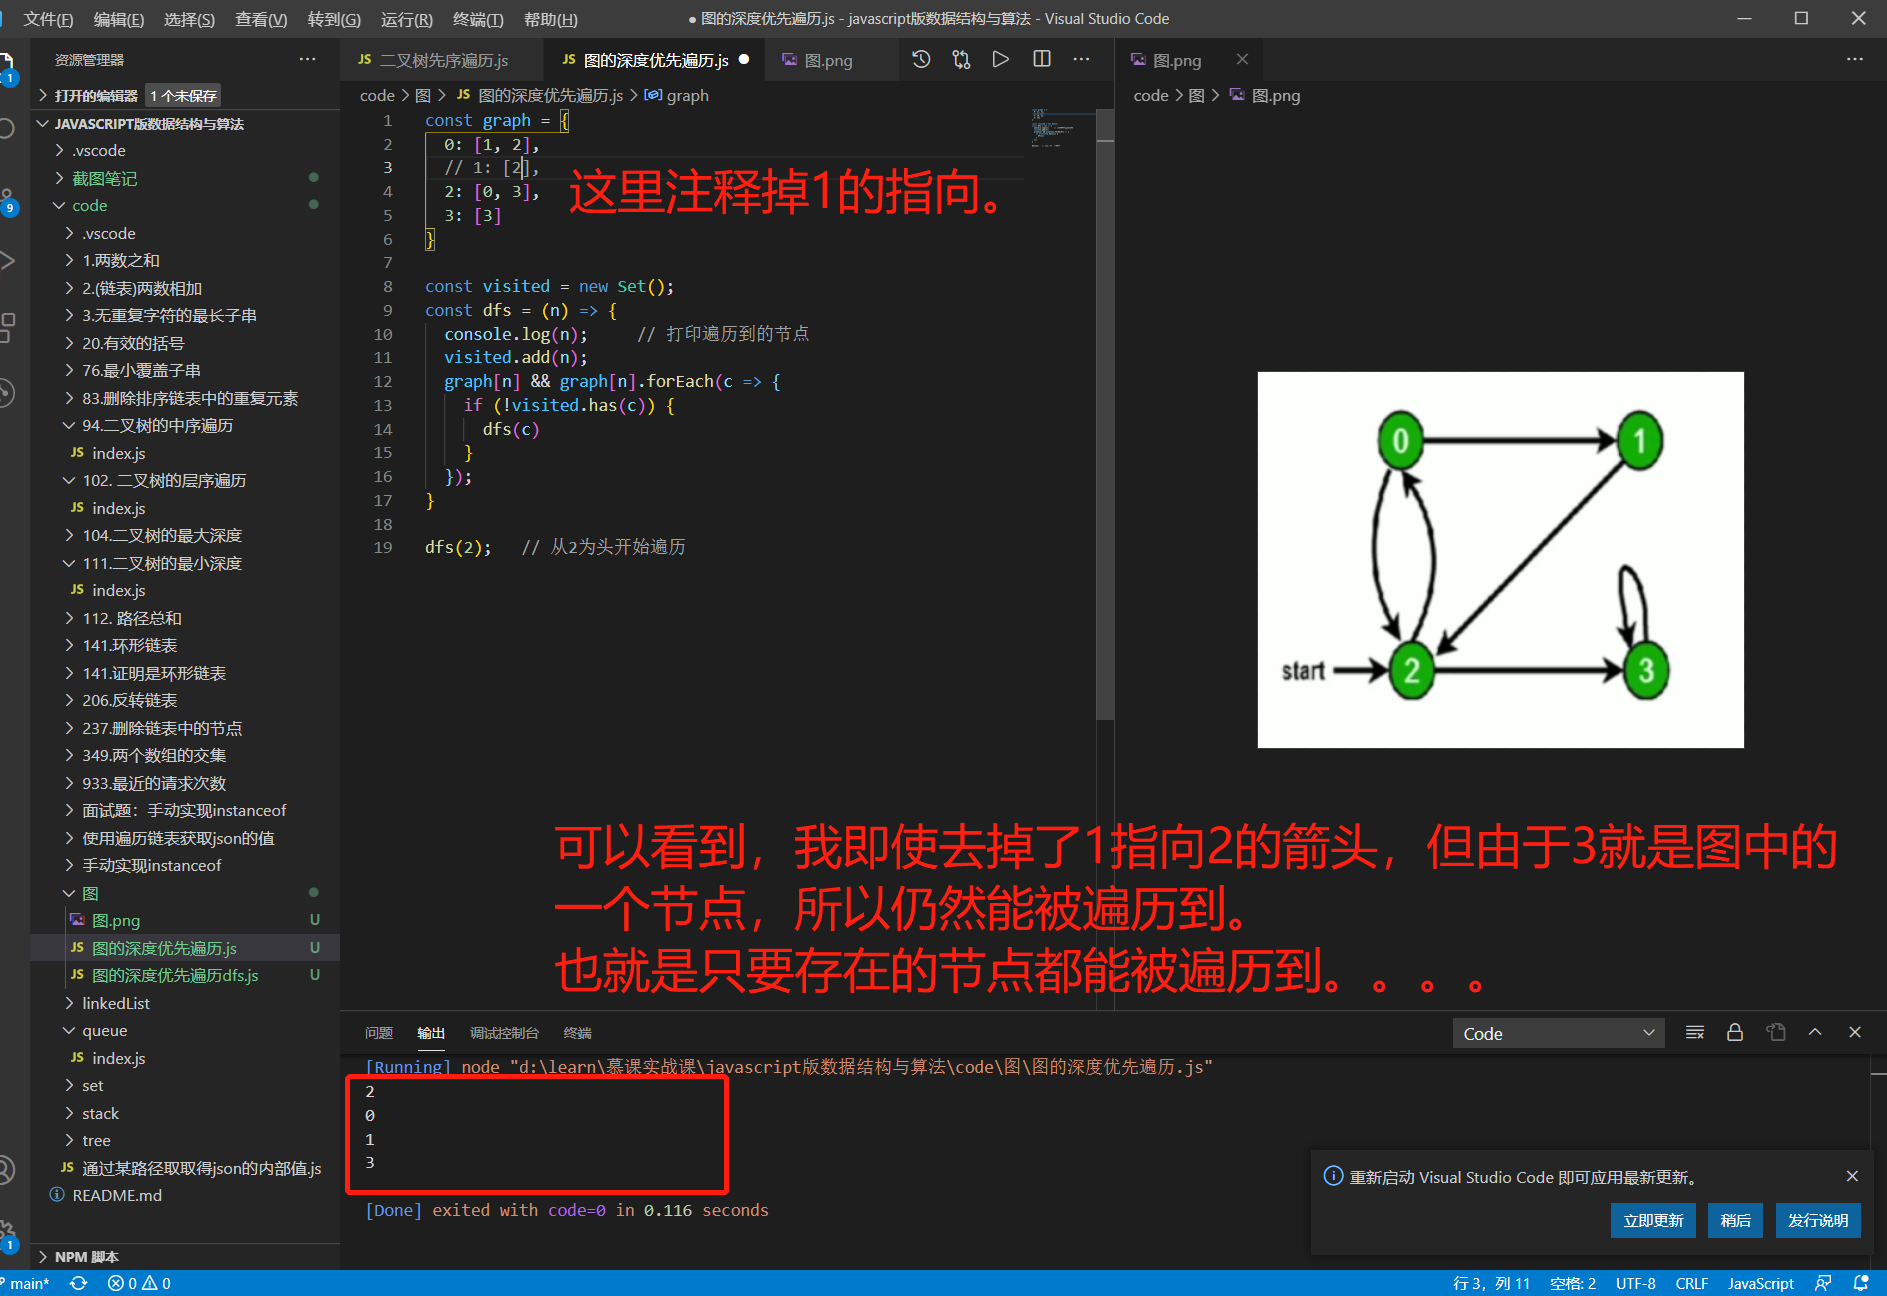 文件(F) 编辑(E) 选择(S) 查看(V) 转到(G) 运行(R) 终端(T) 帮助(H) ● 图的深度优先遍历.js - javascript版数据结构与算法 - Visual Studio Code
资源管理器 ···
打开的编辑器 1 个未保存
JAVASCRIPT版数据结构与算法
.vscode
截图笔记
code
.vscode
1.两数之和
2.(链表)两数相加
3.无重复字符的最长子串
20.有效的括号
76.最小覆盖子串
83.删除排序链表中的重复元素
94.二叉树的中序遍历
JS index.js
102. 二叉树的层序遍历
JS index.js
104.二叉树的最大深度
111.二叉树的最小深度
JS index.js
112. 路径总和
141.环形链表
141.证明是环形链表
206.反转链表
237.删除链表中的节点
349.两个数组的交集
933.最近的请求次数
面试题：手动实现instanceof
使用遍历链表获取json的值
手动实现instanceof
图
图.png U
JS 图的深度优先遍历.js U
JS 图的深度优先遍历dfs.js U
linkedList
queue
JS index.js
set
stack
tree
JS 通过某路径取取得json的内部值.js
README.md
NPM 脚本
1
9
1
JS 二叉树先序遍历.js JS 图的深度优先遍历.js ● 图.png ···
code > 图 > JS 图的深度优先遍历.js > graph
1 const graph = {
2 0: [1, 2],
3 // 1: [2],
4 2: [0, 3],
5 3: [3]
6 }
7
8 const visited = new Set();
9 const dfs = (n) => {
10 console.log(n); // 打印遍历到的节点
11 visited.add(n);
12 graph[n] && graph[n].forEach(c => {
13 if (!visited.has(c)) {
14 dfs(c)
15 }
16 });
17 }
18
19 dfs(2); // 从2为头开始遍历
这里注释掉1的指向。
图.png ···
code > 图 > 图.png
0 1
start 2 3
可以看到，我即使去掉了1指向2的箭头，但由于3就是图中的
一个节点，所以仍然能被遍历到。
也就是只要存在的节点都能被遍历到。。。。
问题 输出 调试控制台 终端 Code
[Running] node "d:\learn\慕课实战课\javascript版数据结构与算法\code\图\图的深度优先遍历.js"
2
0
1
3
[Done] exited with code=0 in 0.116 seconds
重新启动 Visual Studio Code 即可应用最新更新。
立即更新 稍后 发行说明
main* 0 0 行 3，列 11 空格: 2 UTF-8 CRLF JavaScript